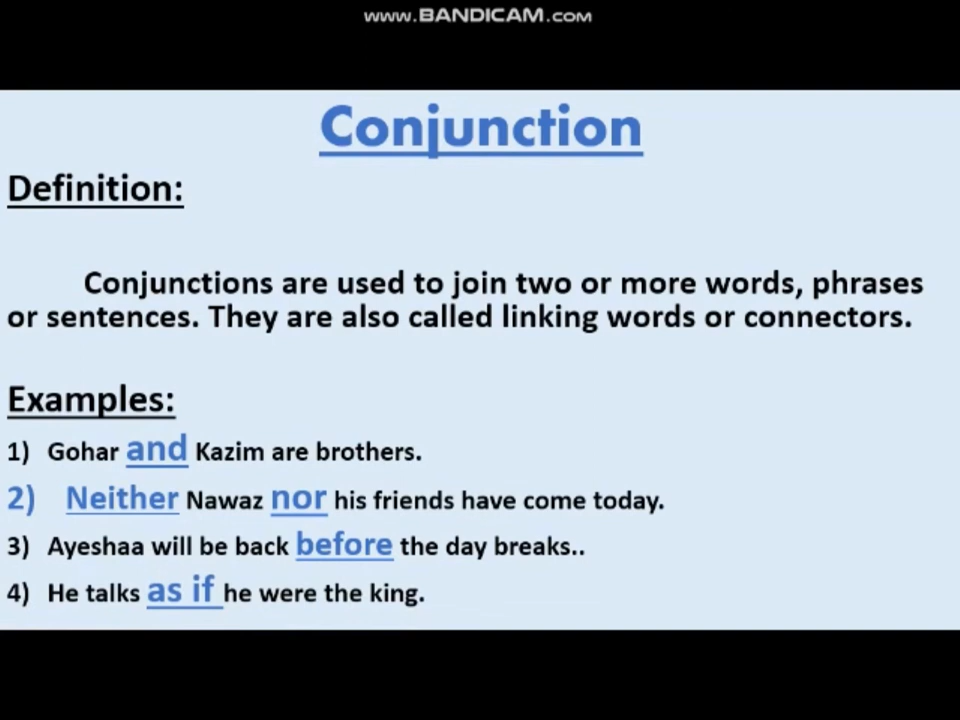 www.BANDICAM.com
Conjunction
Definition:
Conjunctions are used to join two or more words, phrases
or sentences. They are also called linking words or connectors.
Examples:
1) Gohar and Kazim are brothers.
2) Neither Nawaz nor his friends have come today.
3) Ayeshaa will be back before the day breaks..
4) He talks as if he were the king.